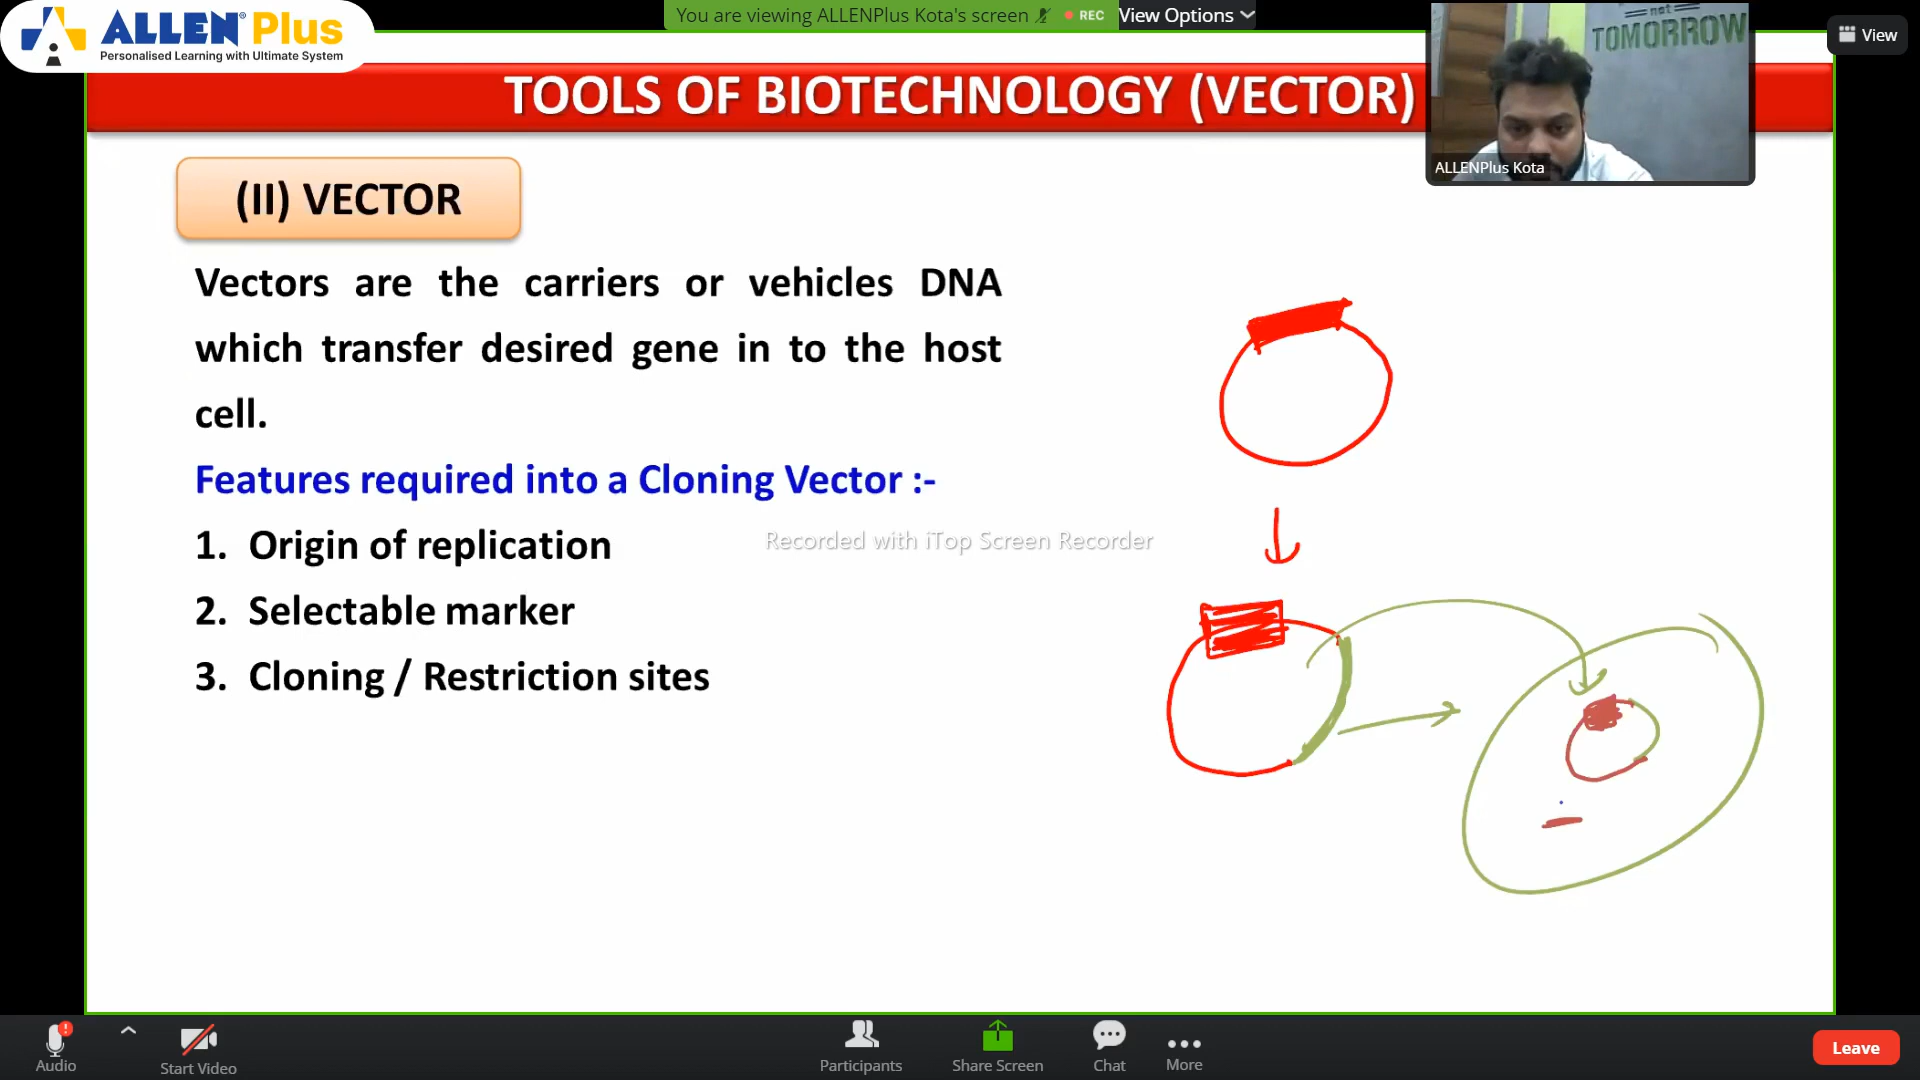 You are viewing ALLENPlus Kota's screen REC View Options
ALLEN Plus
Personalised Learning with Ultimate System
not
TOMORROW
View
TOOLS OF BIOTECHNOLOGY (VECTOR)
ALLENPlus Kota
(II) VECTOR
Vectors are the carriers or vehicles DNA
which transfer desired gene in to the host
cell.
Features required into a Cloning Vector :-
1. Origin of replication
Recorded with iTop Screen Recorder
2. Selectable marker
3. Cloning / Restriction sites
Audio
Start Video
Participants
Share Screen
Chat
More
Leave